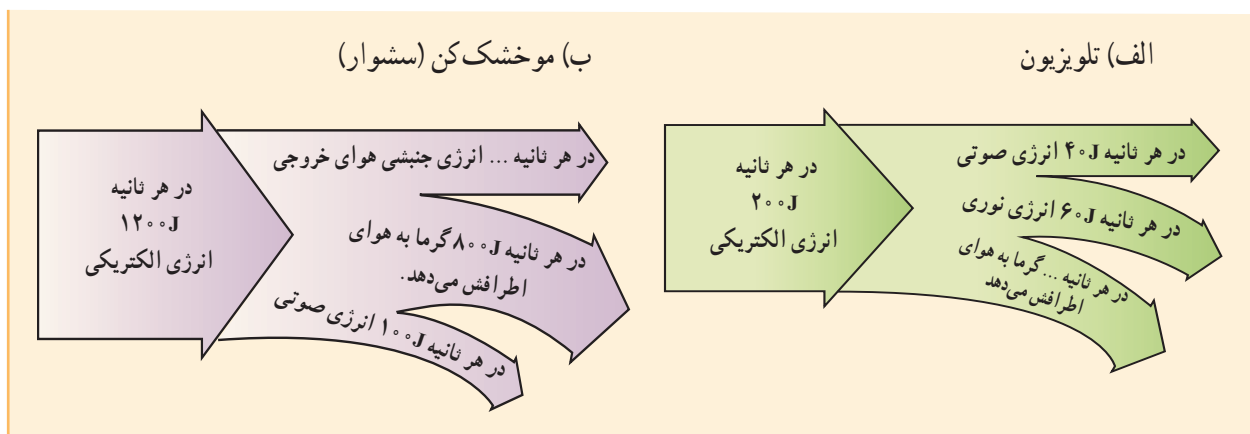 الف) تلویزیون
در هر ثانیه
۲۰۰J
انرژی الکتریکی
در هر ثانیه ۴۰J انرژی صوتی
در هر ثانیه ۶۰J انرژی نوری
در هر ثانیه ... گرما به هوای
اطرافش می‌دهد
ب) موخشک‌کن (سشوار)
در هر ثانیه
۱۲۰۰J
انرژی الکتریکی
در هر ثانیه ... انرژی جنبشی هوای خروجی
در هر ثانیه ۸۰۰J گرما به هوای
اطرافش می‌دهد.
در هر ثانیه ۱۰۰J انرژی صوتی